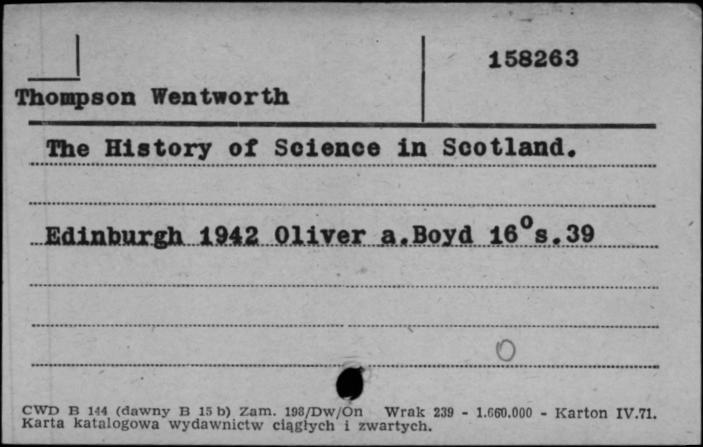 158263
Thompson Wentworth
The History of Science in Scotland.
Edinburgh 1942 Oliver a.Boyd 16⁰s.39
CWD B 144 (dawny B 15 b) Zam. 198/Dw/On Wrak 239 - 1.660.000 - Karton IV.71.
Karta katalogowa wydawnictw ciągłych i zwartych.